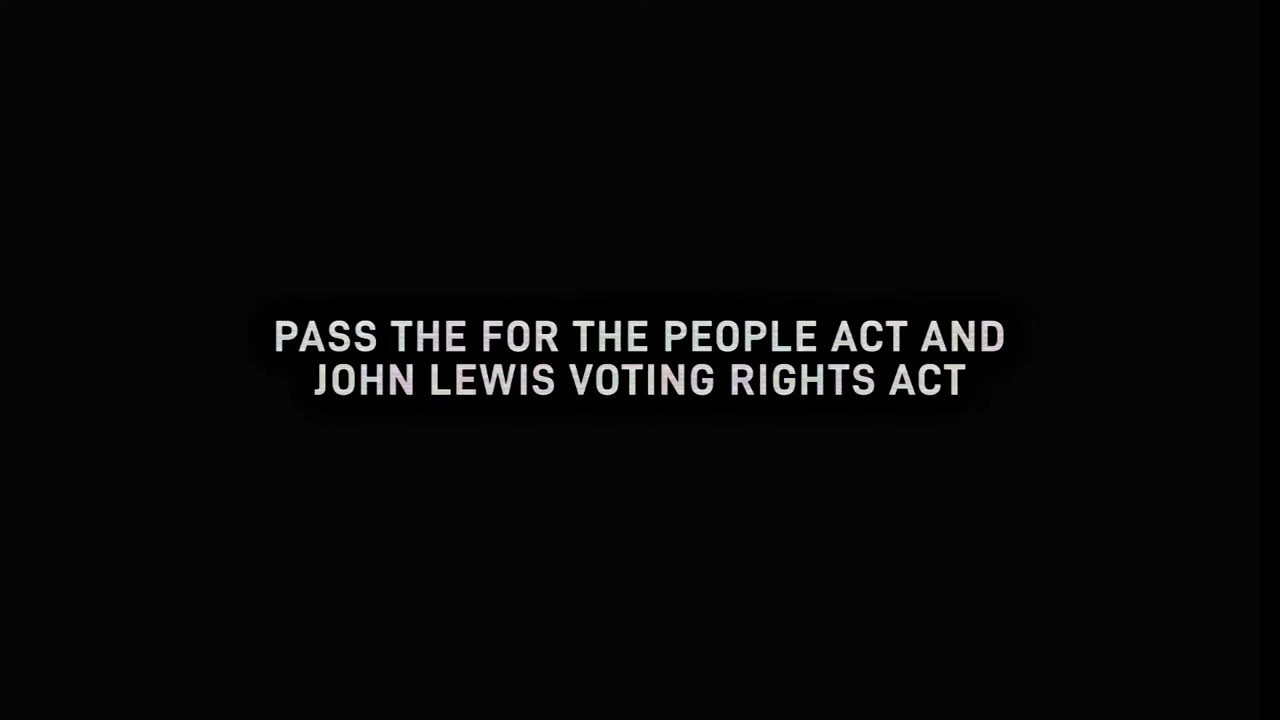 PASS THE FOR THE PEOPLE ACT AND
JOHN LEWIS VOTING RIGHTS ACT